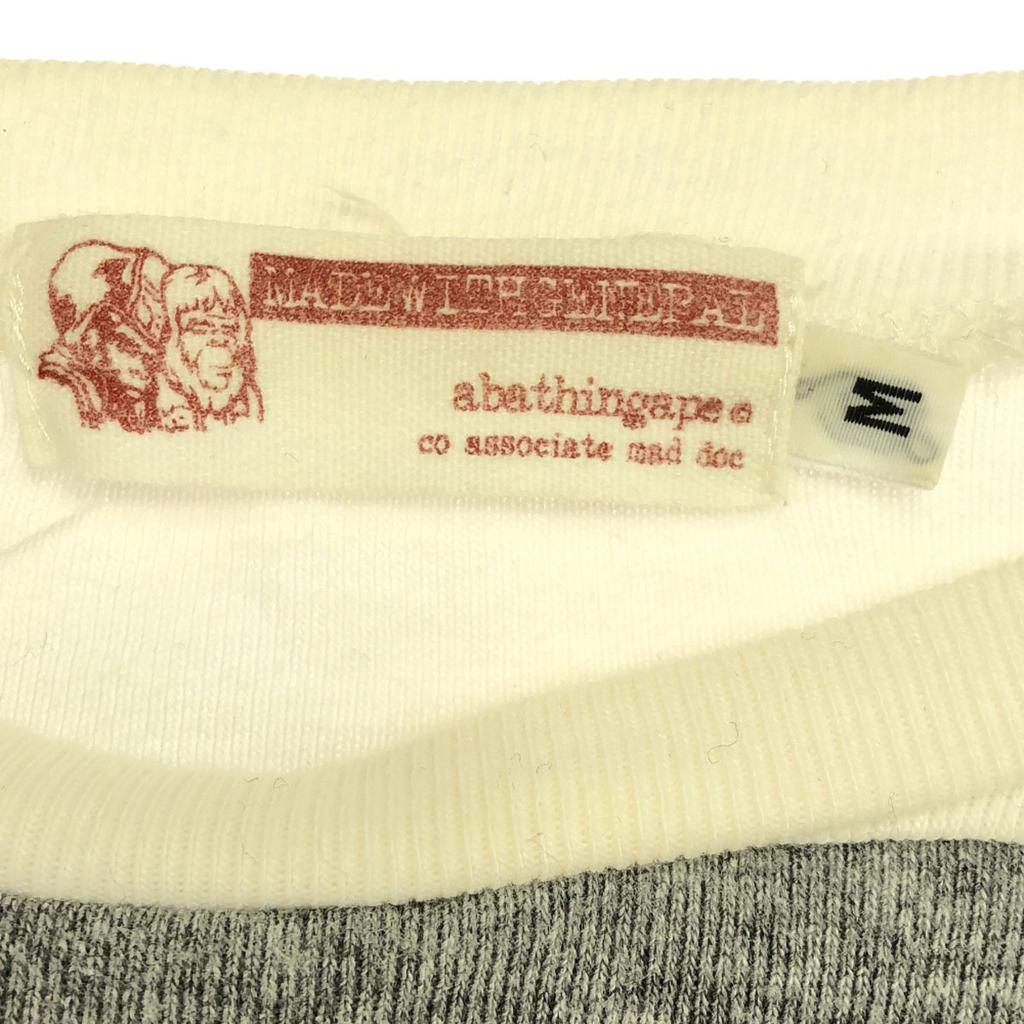 MADE WITH GENERAL
abathingape®
co associate mad doc
M